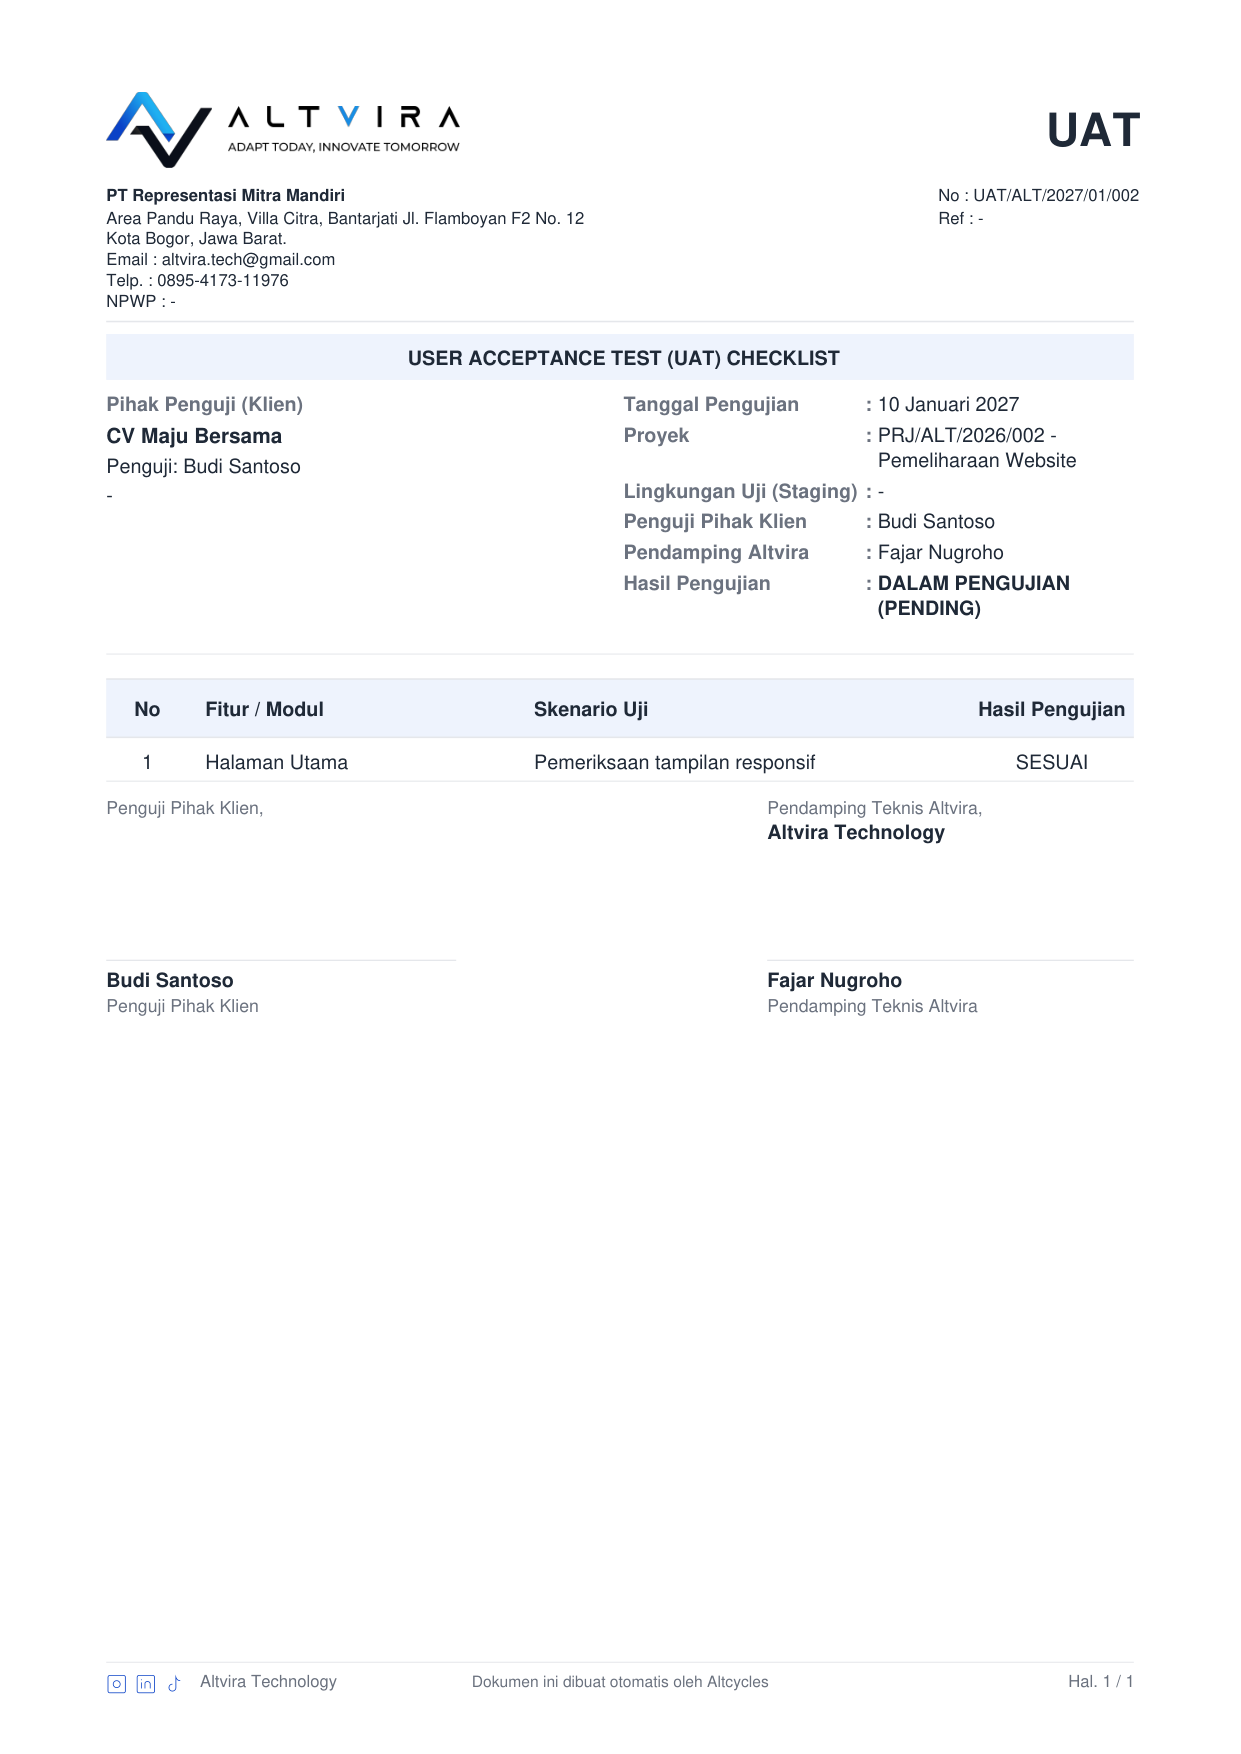 ALTVIRA
ADAPT TODAY, INNOVATE TOMORROW
UAT
PT Representasi Mitra Mandiri
Area Pandu Raya, Villa Citra, Bantarjati Jl. Flamboyan F2 No. 12
Kota Bogor, Jawa Barat.
Email : altvira.tech@gmail.com
Telp. : 0895-4173-11976
NPWP : -
No : UAT/ALT/2027/01/002
Ref : -
USER ACCEPTANCE TEST (UAT) CHECKLIST
Pihak Penguji (Klien)
CV Maju Bersama
Penguji: Budi Santoso
-
Tanggal Pengujian : 10 Januari 2027
Proyek : PRJ/ALT/2026/002 -
Pemeliharaan Website
Lingkungan Uji (Staging) : -
Penguji Pihak Klien : Budi Santoso
Pendamping Altvira : Fajar Nugroho
Hasil Pengujian : DALAM PENGUJIAN
(PENDING)
No Fitur / Modul Skenario Uji Hasil Pengujian
1 Halaman Utama Pemeriksaan tampilan responsif SESUAI
Penguji Pihak Klien,
Pendamping Teknis Altvira,
Altvira Technology
Budi Santoso
Penguji Pihak Klien
Fajar Nugroho
Pendamping Teknis Altvira
Altvira Technology Dokumen ini dibuat otomatis oleh Altcycles Hal. 1 / 1